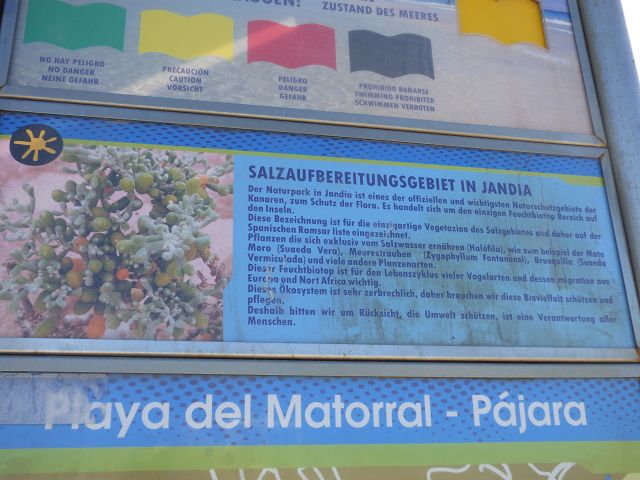 ZUSTAND DES MEERES
NO HAY PELIGRO
NO DANGER
NEINE GEFAHR
PRECAUCIÓN
CAUTION
VORSICHT
PELIGRO
DANGER
GEFAHR
PROHIBIDO BAÑARSE
SWIMMING PROHIBITED
SCHWIMMEN VERBOTEN
SALZAUFBEREITUNGSGEBIET IN JANDIA
Der Naturpark in Jandia ist eines der offiziellen und wichtigsten Naturschutzgebiete der
Kanaren, zum Schutz der Flora. Es handelt sich um den einzigen Feuchtbiotop Bereich auf
den Inseln.
Diese Bezeichnung ist für die einzigartige Vegetazion des Salzgebietes und daher auf der
Spanischen Ramsar liste eingezeichnet.
Pflanzen die sich exclusiv vom Salzwasser ernähren (Halófila), wie zum beispiel der Mato
Moro (Suaeda Vera), Meerestrauben (Zygophyllum Fontanensi), Brusquilla (Suaeda
Vermiculada) und viele andere Planzenarten.
Dieser Feuchtbiotop ist für den Lebenszyklus vieler Vogelarten und dessen migration aus
Europa und Nort Africa wichtig.
Dieses Ökosystem ist sehr zerbrechlich, daher brauchen wir diese Biovielfalt schützen und
pflegen.
Deshalb bitten wir um Rücksicht, die Umwelt schützen, ist eine Verantwortung aller
Menschen.
Playa del Matorral - Pájara